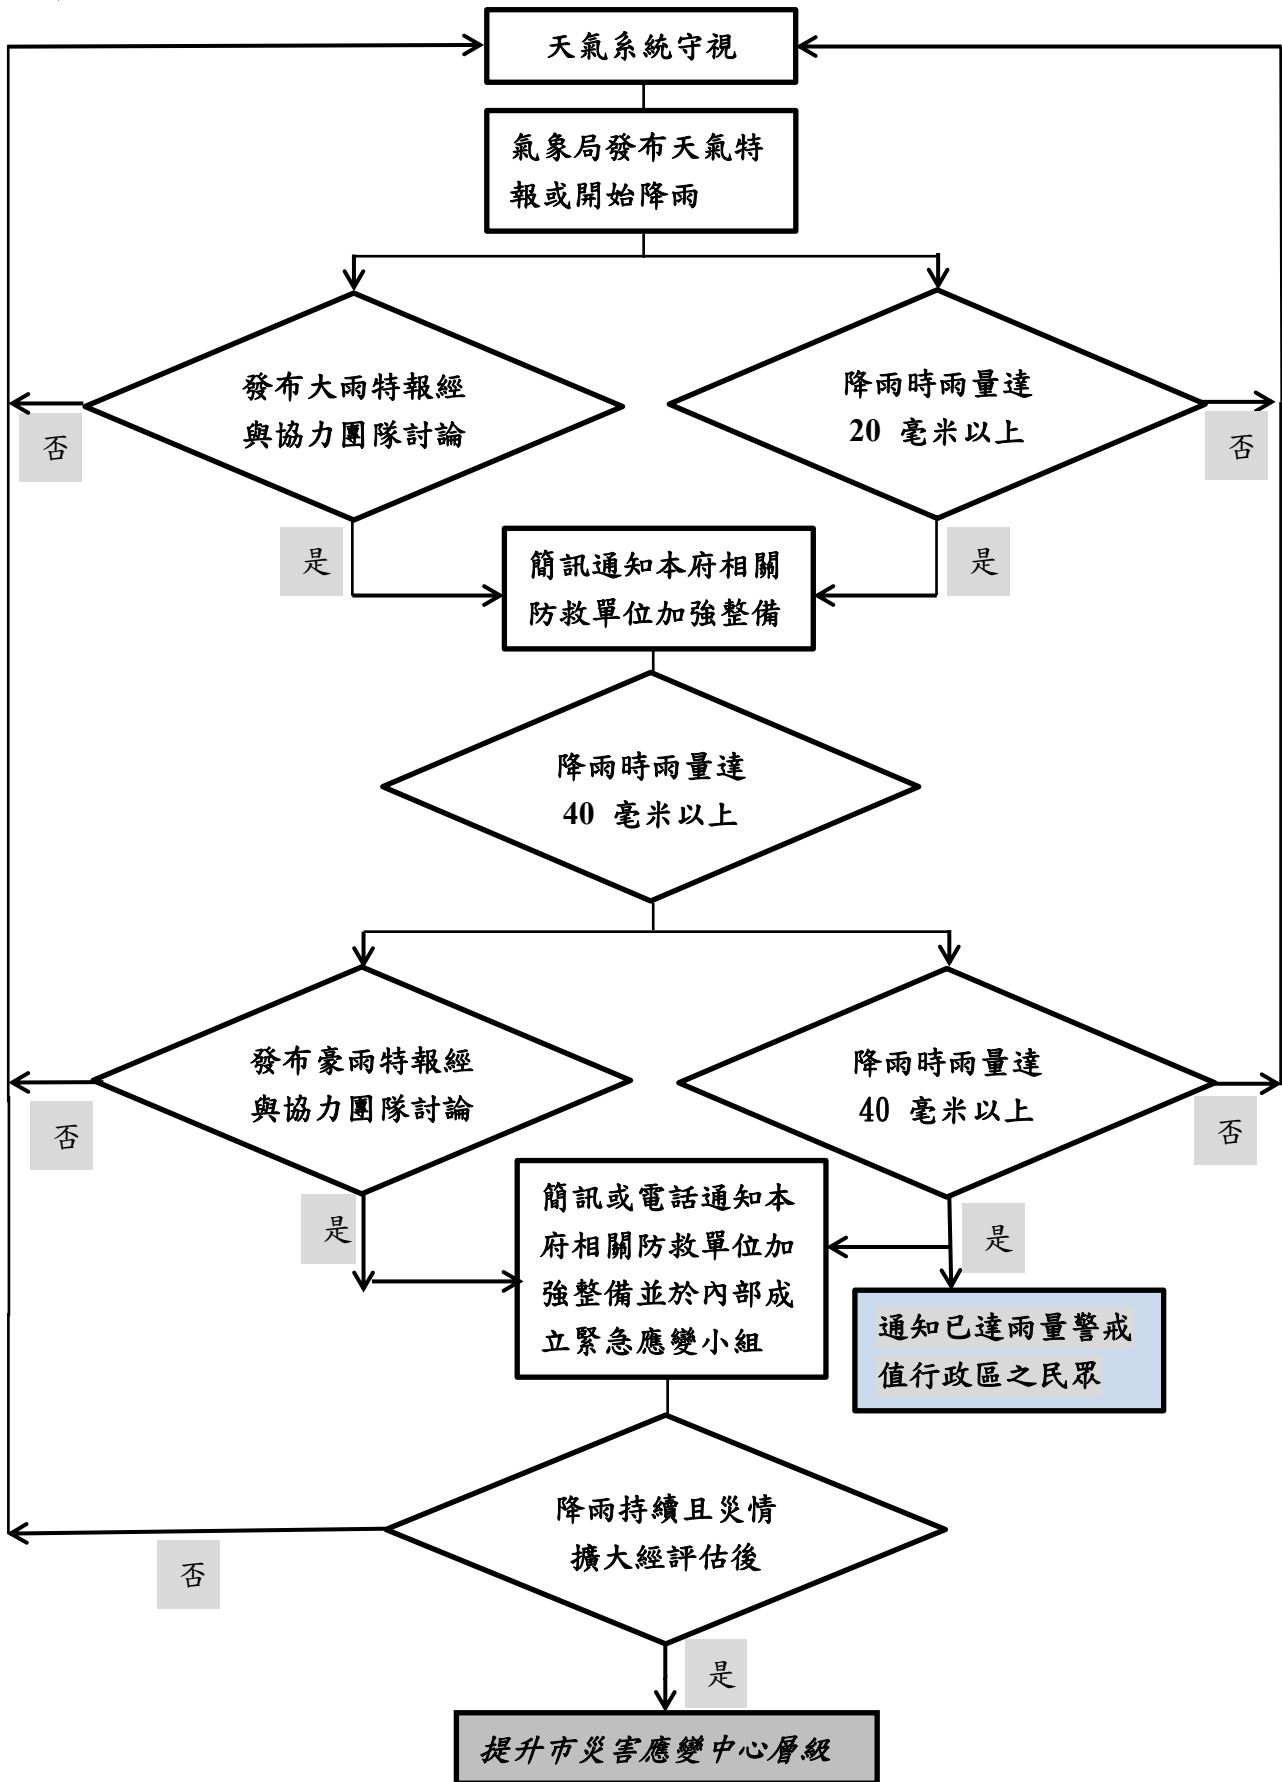 天氣系統守視
氣象局發布天氣特
報或開始降雨
發布大雨特報經
與協力團隊討論
降雨時雨量達
20 毫米以上
否
否
是
簡訊通知本府相關
防救單位加強整備
是
降雨時雨量達
40 毫米以上
發布豪雨特報經
與協力團隊討論
降雨時雨量達
40 毫米以上
否
否
是
簡訊或電話通知本
府相關防救單位加
強整備並於內部成
立緊急應變小組
是
通知已達雨量警戒
值行政區之民眾
降雨持續且災情
擴大經評估後
否
是
提升市災害應變中心層級